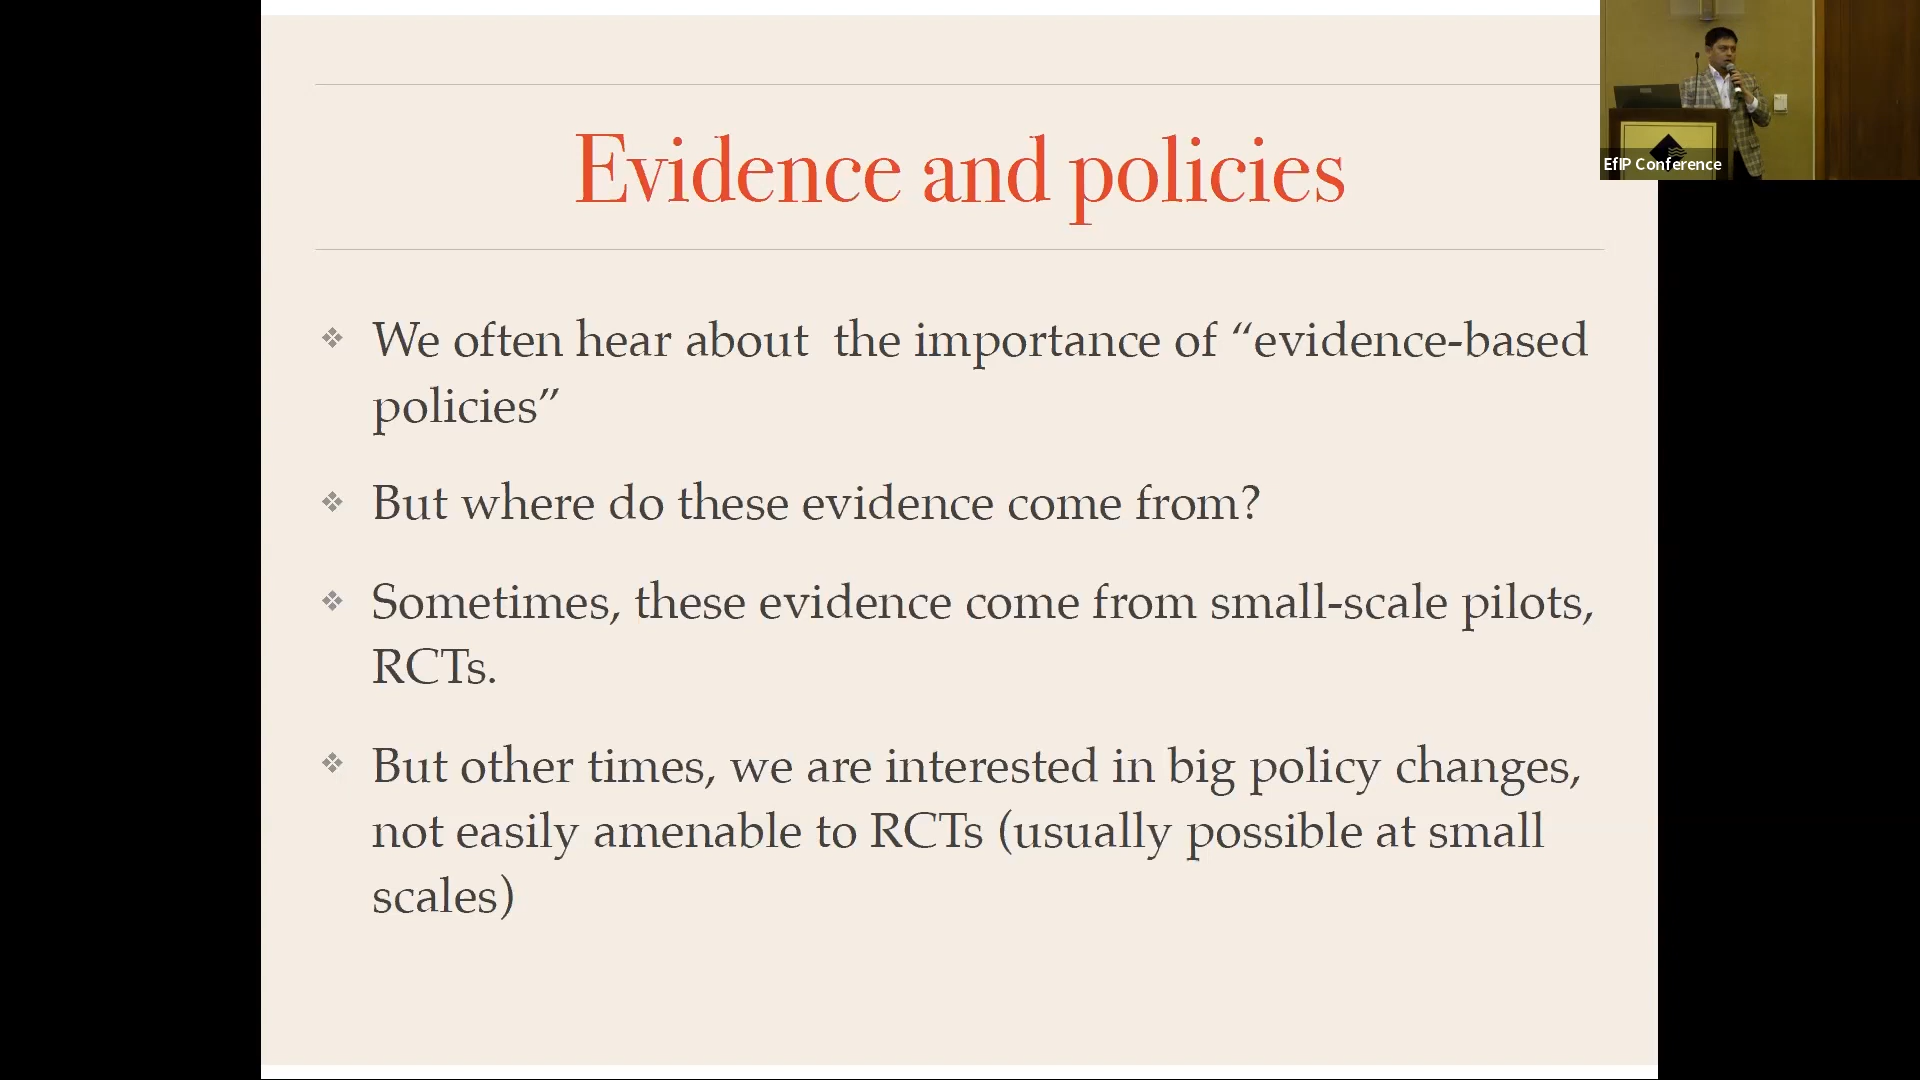 Evidence and policies
We often hear about  the importance of “evidence-based
policies”
But where do these evidence come from?
Sometimes, these evidence come from small-scale pilots,
RCTs.
But other times, we are interested in big policy changes,
not easily amenable to RCTs (usually possible at small
scales)
EfIP Conference